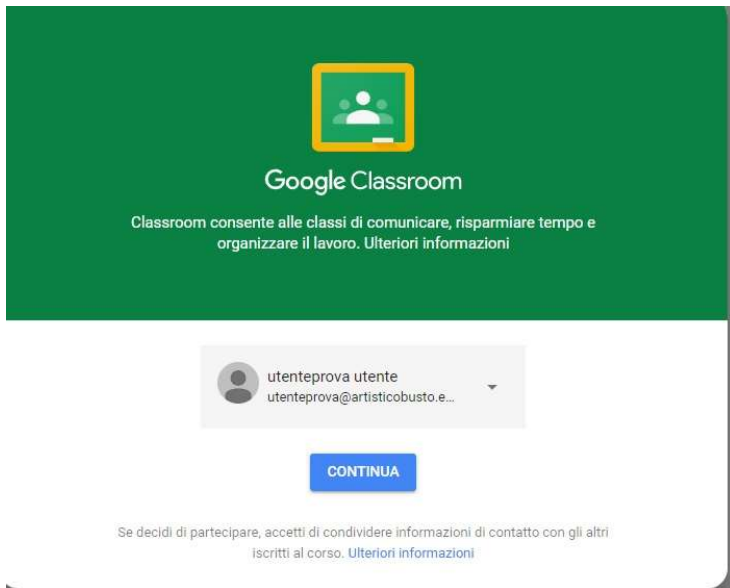 Google Classroom
Classroom consente alle classi di comunicare, risparmiare tempo e
organizzare il lavoro. Ulteriori informazioni
utenteprova utente
utenteprova@artisticobusto.e...
CONTINUA
Se decidi di partecipare, accetti di condividere informazioni di contatto con gli altri
iscritti al corso. Ulteriori informazioni